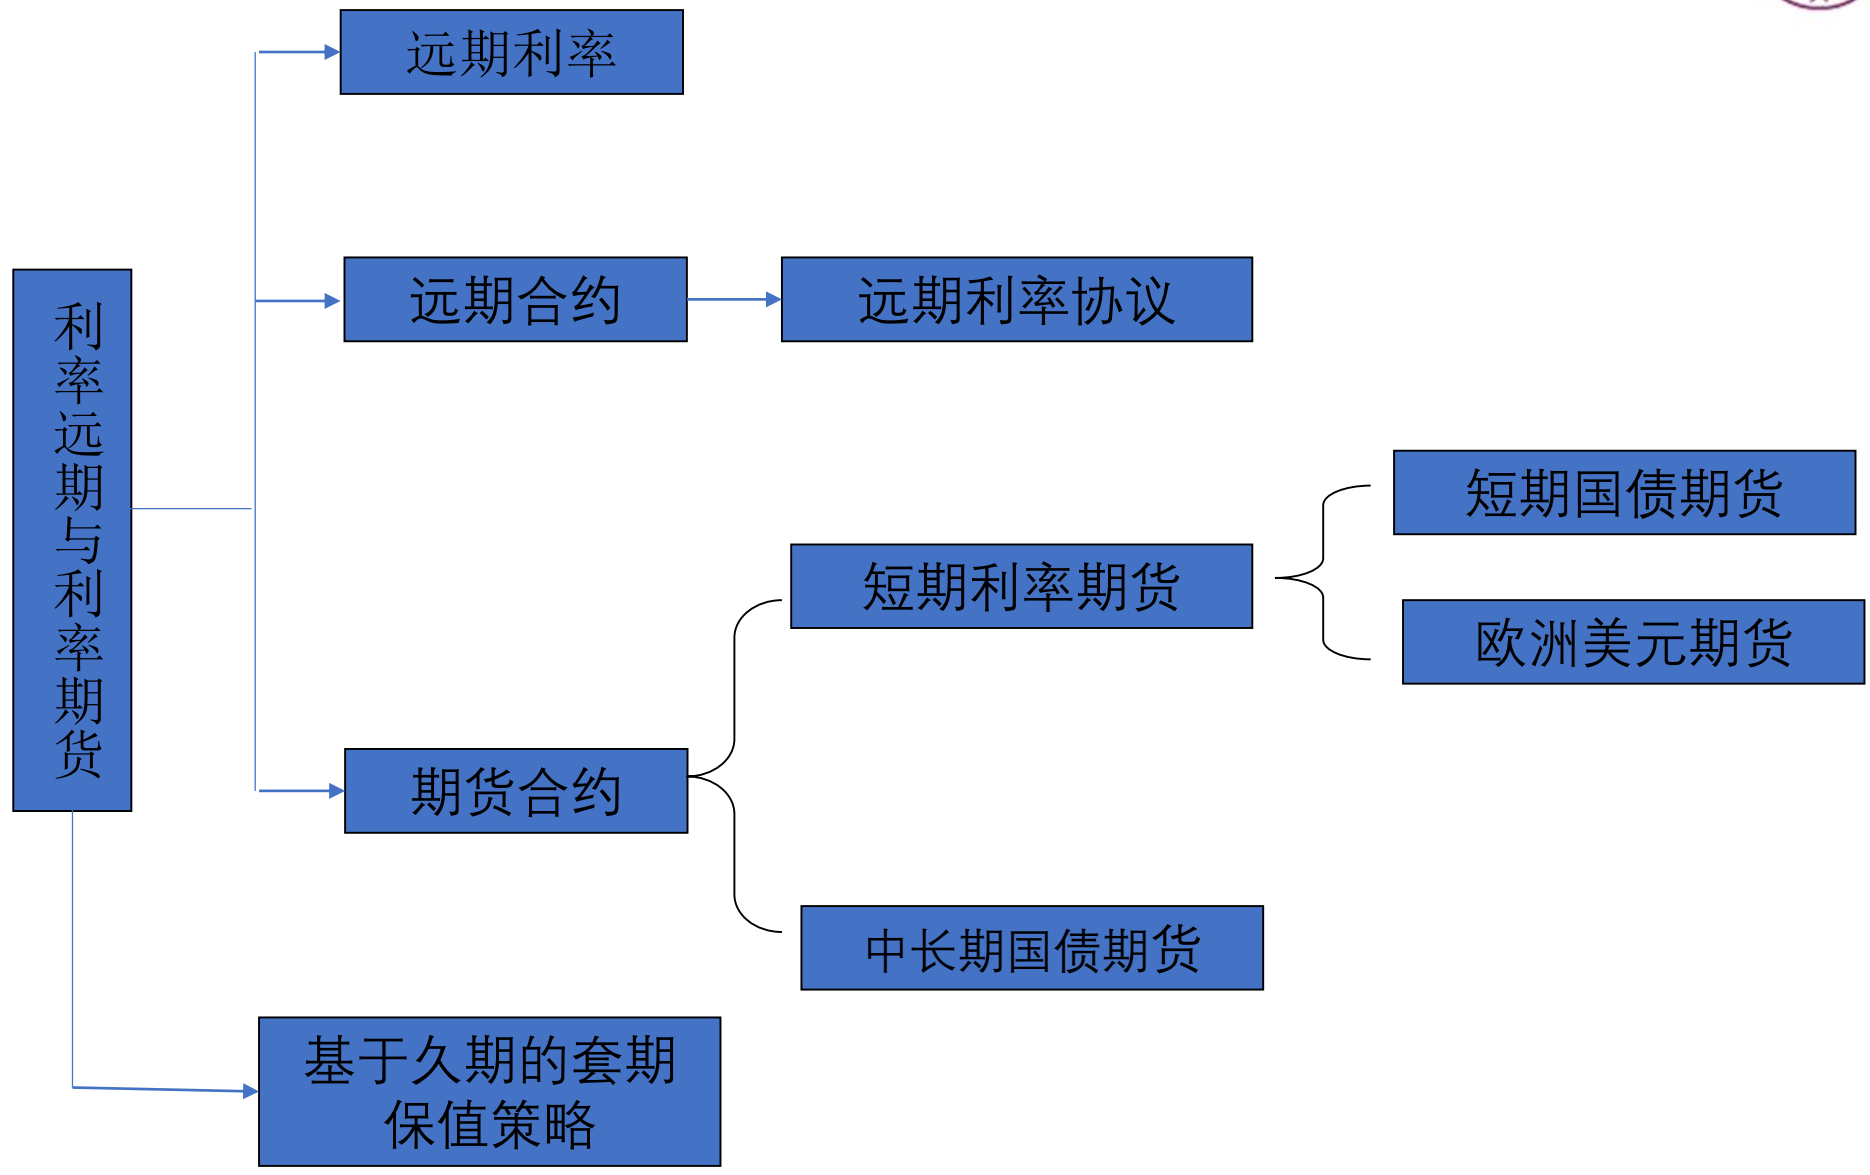 利率远期与利率期货
远期利率
远期合约
远期利率协议
期货合约
短期利率期货
短期国债期货
欧洲美元期货
中长期国债期货
基于久期的套期
保值策略